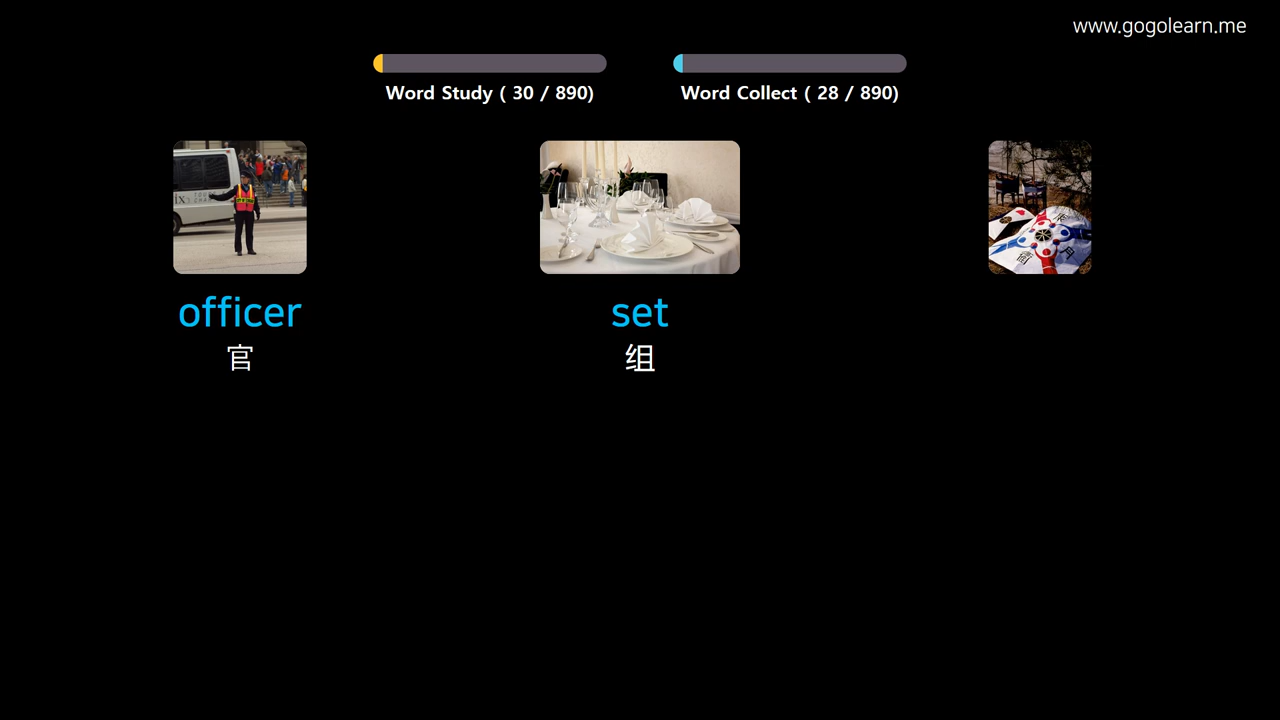 www.gogolearn.me
Word Study ( 30 / 890)
Word Collect ( 28 / 890)
officer
set
官
组